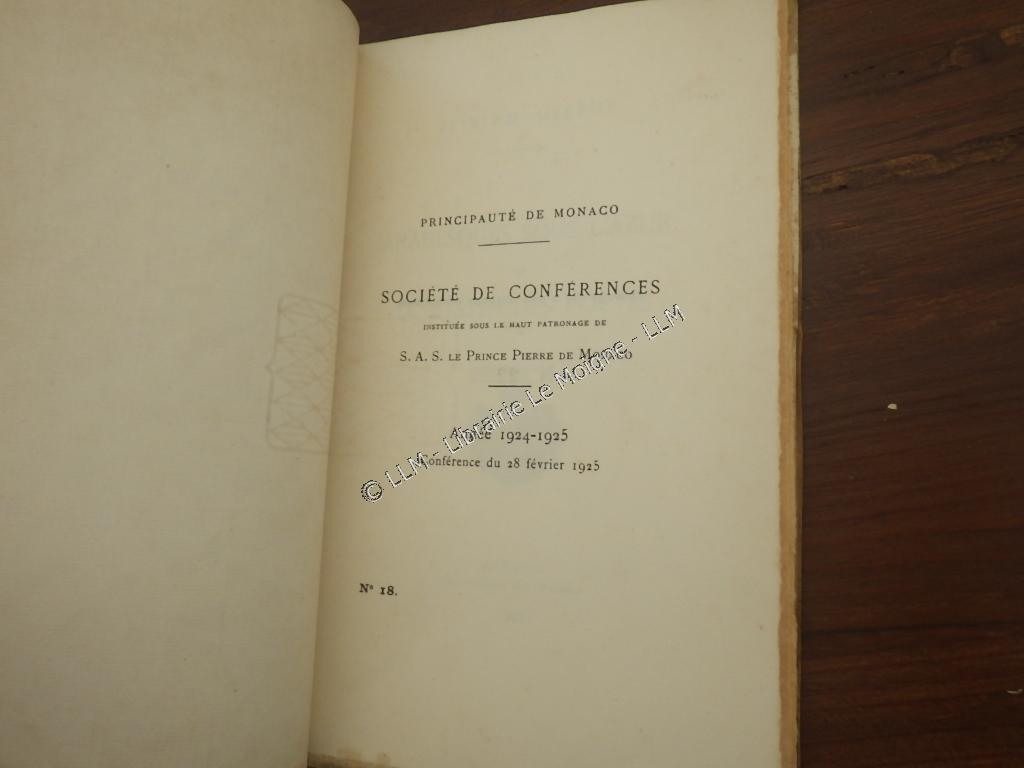 PRINCIPAUTÉ DE MONACO
SOCIÉTÉ DE CONFÉRENCES
INSTITUÉE SOUS LE HAUT PATRONAGE DE
S. A. S. LE PRINCE PIERRE DE MONACO
Année 1924-1925
Conférence du 28 février 1925
© LLM - Librairie Le Moigne - LLM
N° 18.